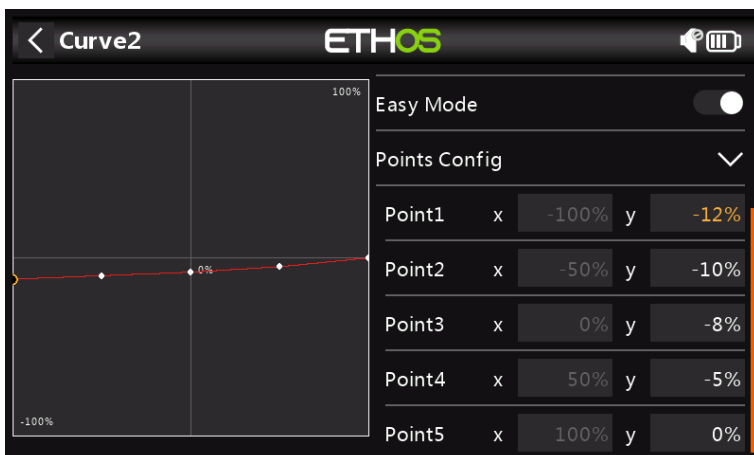 Curve2
ETHOS
100%
0%
-100%
Easy Mode
Points Config
Point1 x -100% y -12%
Point2 x -50% y -10%
Point3 x 0% y -8%
Point4 x 50% y -5%
Point5 x 100% y 0%